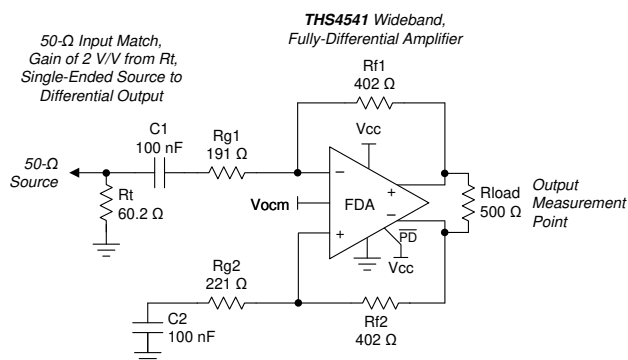 THS4541 Wideband,
Fully-Differential Amplifier
50-Ω Input Match,
Gain of 2 V/V from Rt,
Single-Ended Source to
Differential Output
Rf1
402 Ω
C1
100 nF
Rg1
191 Ω
Vcc
50-Ω
Source
Rt
60.2 Ω
Vocm
−
+
FDA
+
−
PD
Vcc
Rload
500 Ω
Output
Measurement
Point
Rg2
221 Ω
C2
100 nF
Rf2
402 Ω